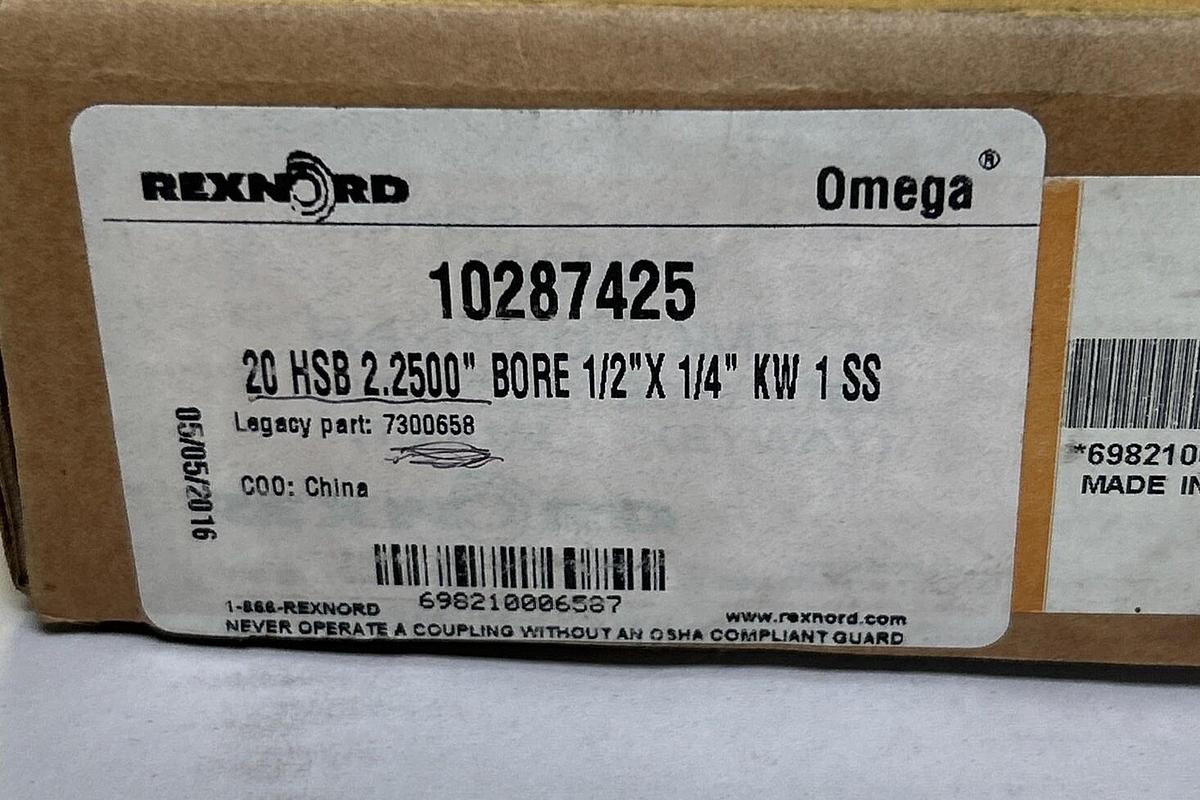 REXNORD
Omega®
10287425
20 HSB 2.2500" BORE 1/2"X 1/4" KW 1 SS
Legacy part: 7300658
COO: China
05/05/2016
698210006587
1-866-REXNORD
www.rexnord.com
NEVER OPERATE A COUPLING WITHOUT AN OSHA COMPLIANT GUARD
*698210
MADE IN